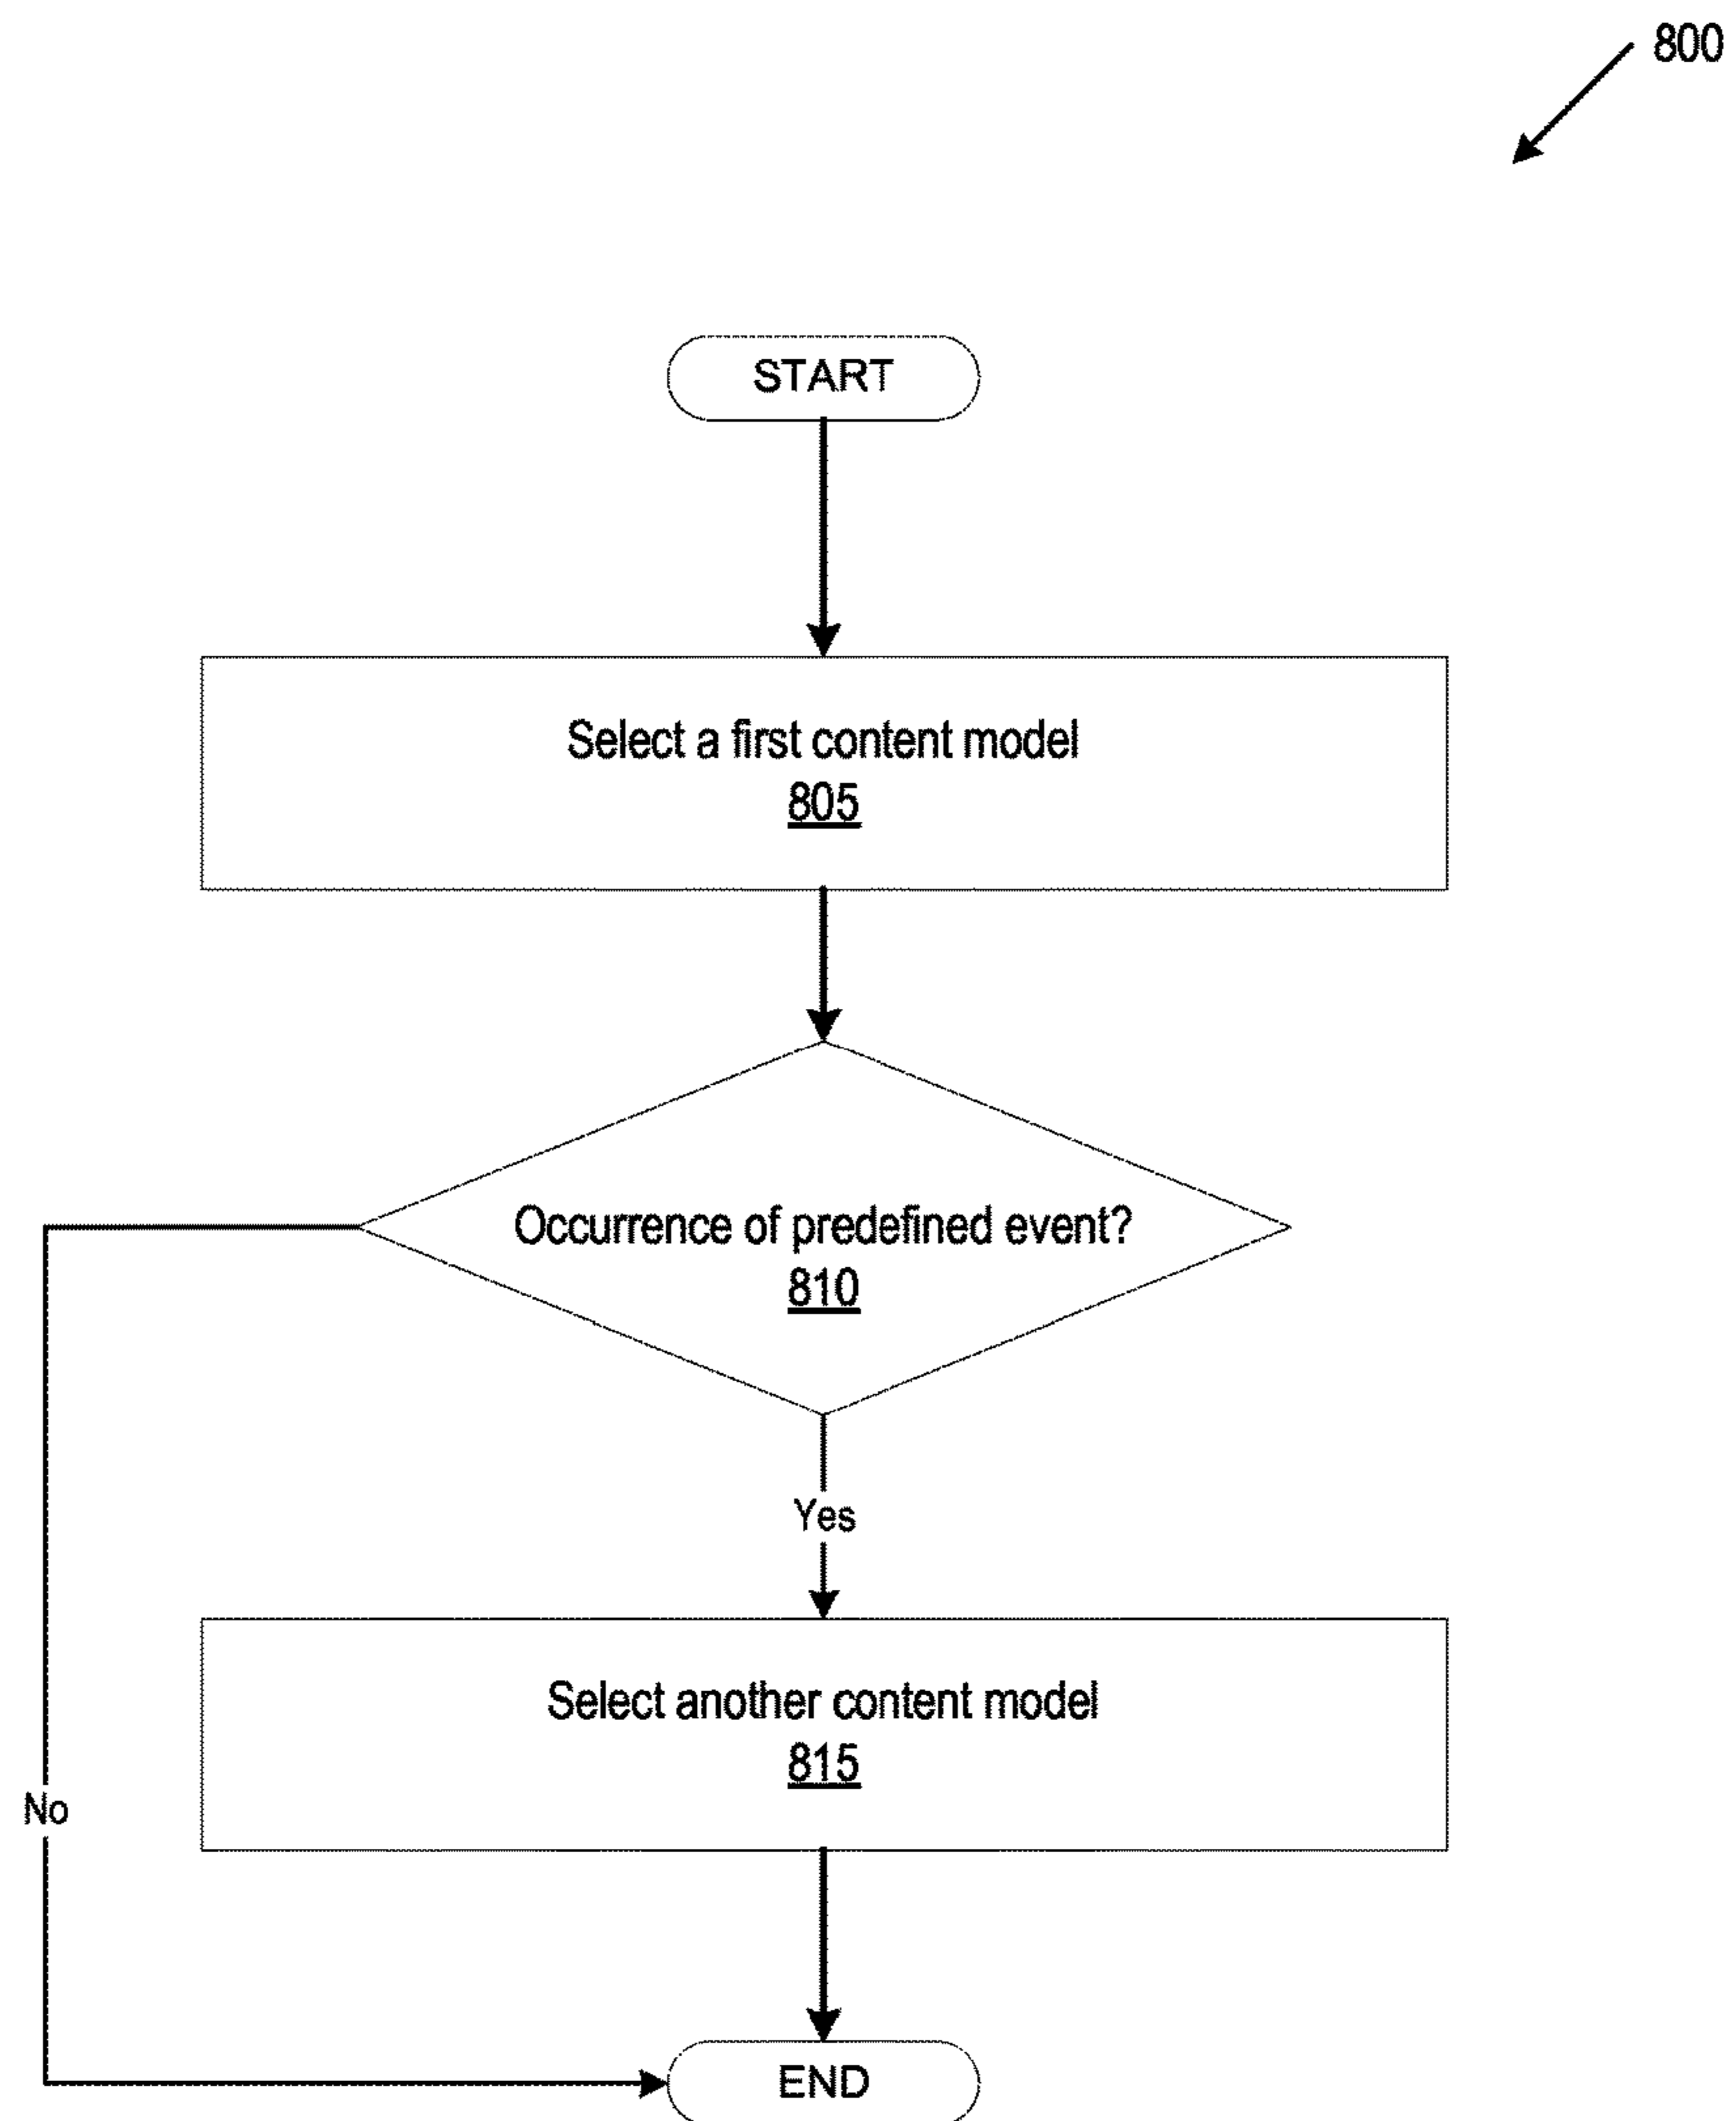 800
START
Select a first content model
805
Occurrence of predefined event?
810
Yes
Select another content model
815
No
END